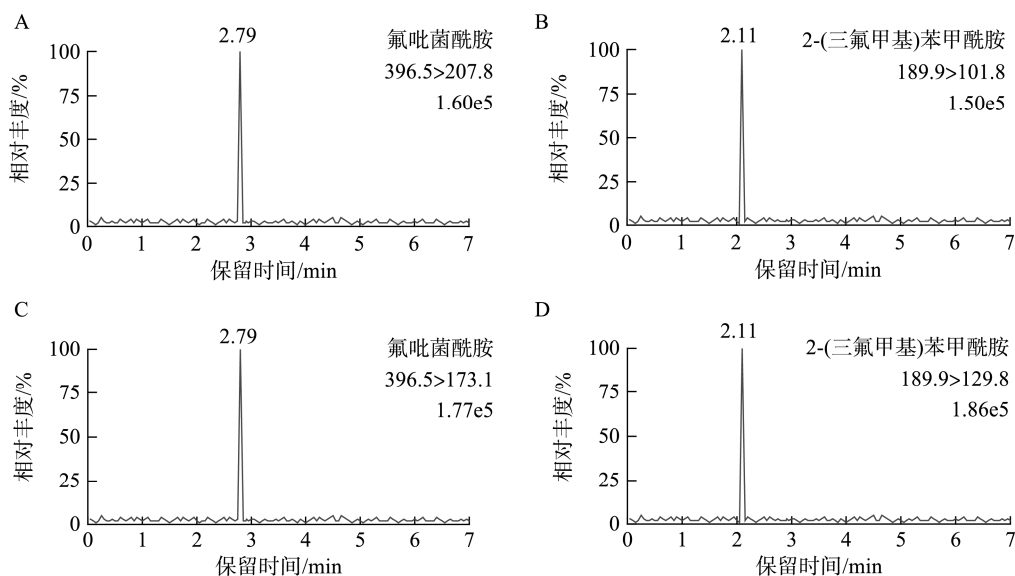 A
2.79
氟吡菌酰胺
396.5>207.8
1.60e5
100
75
50
25
0
相对丰度/%
0 1 2 3 4 5 6 7
保留时间/min
B
2.11
2-(三氟甲基)苯甲酰胺
189.9>101.8
1.50e5
100
75
50
25
0
相对丰度/%
0 1 2 3 4 5 6 7
保留时间/min
C
2.79
氟吡菌酰胺
396.5>173.1
1.77e5
100
75
50
25
0
相对丰度/%
0 1 2 3 4 5 6 7
保留时间/min
D
2.11
2-(三氟甲基)苯甲酰胺
189.9>129.8
1.86e5
100
75
50
25
0
相对丰度/%
0 1 2 3 4 5 6 7
保留时间/min